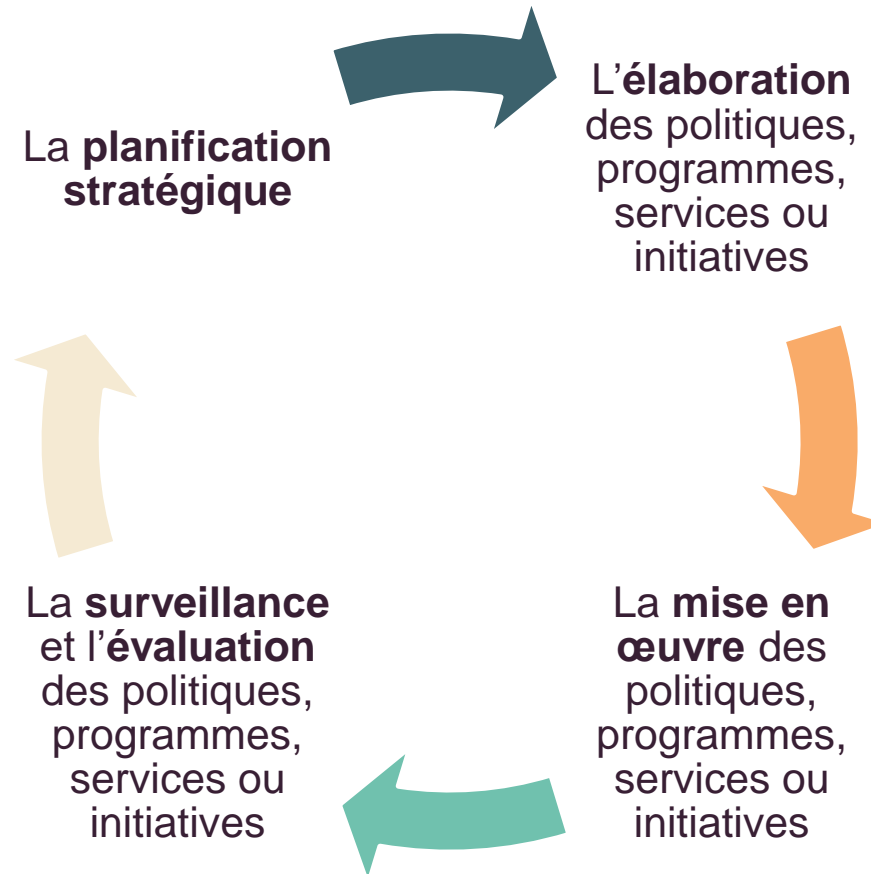 La planification
stratégique
L’élaboration
des politiques,
programmes,
services ou
initiatives
La mise en
œuvre des
politiques,
programmes,
services ou
initiatives
La surveillance
et l’évaluation
des politiques,
programmes,
services ou
initiatives